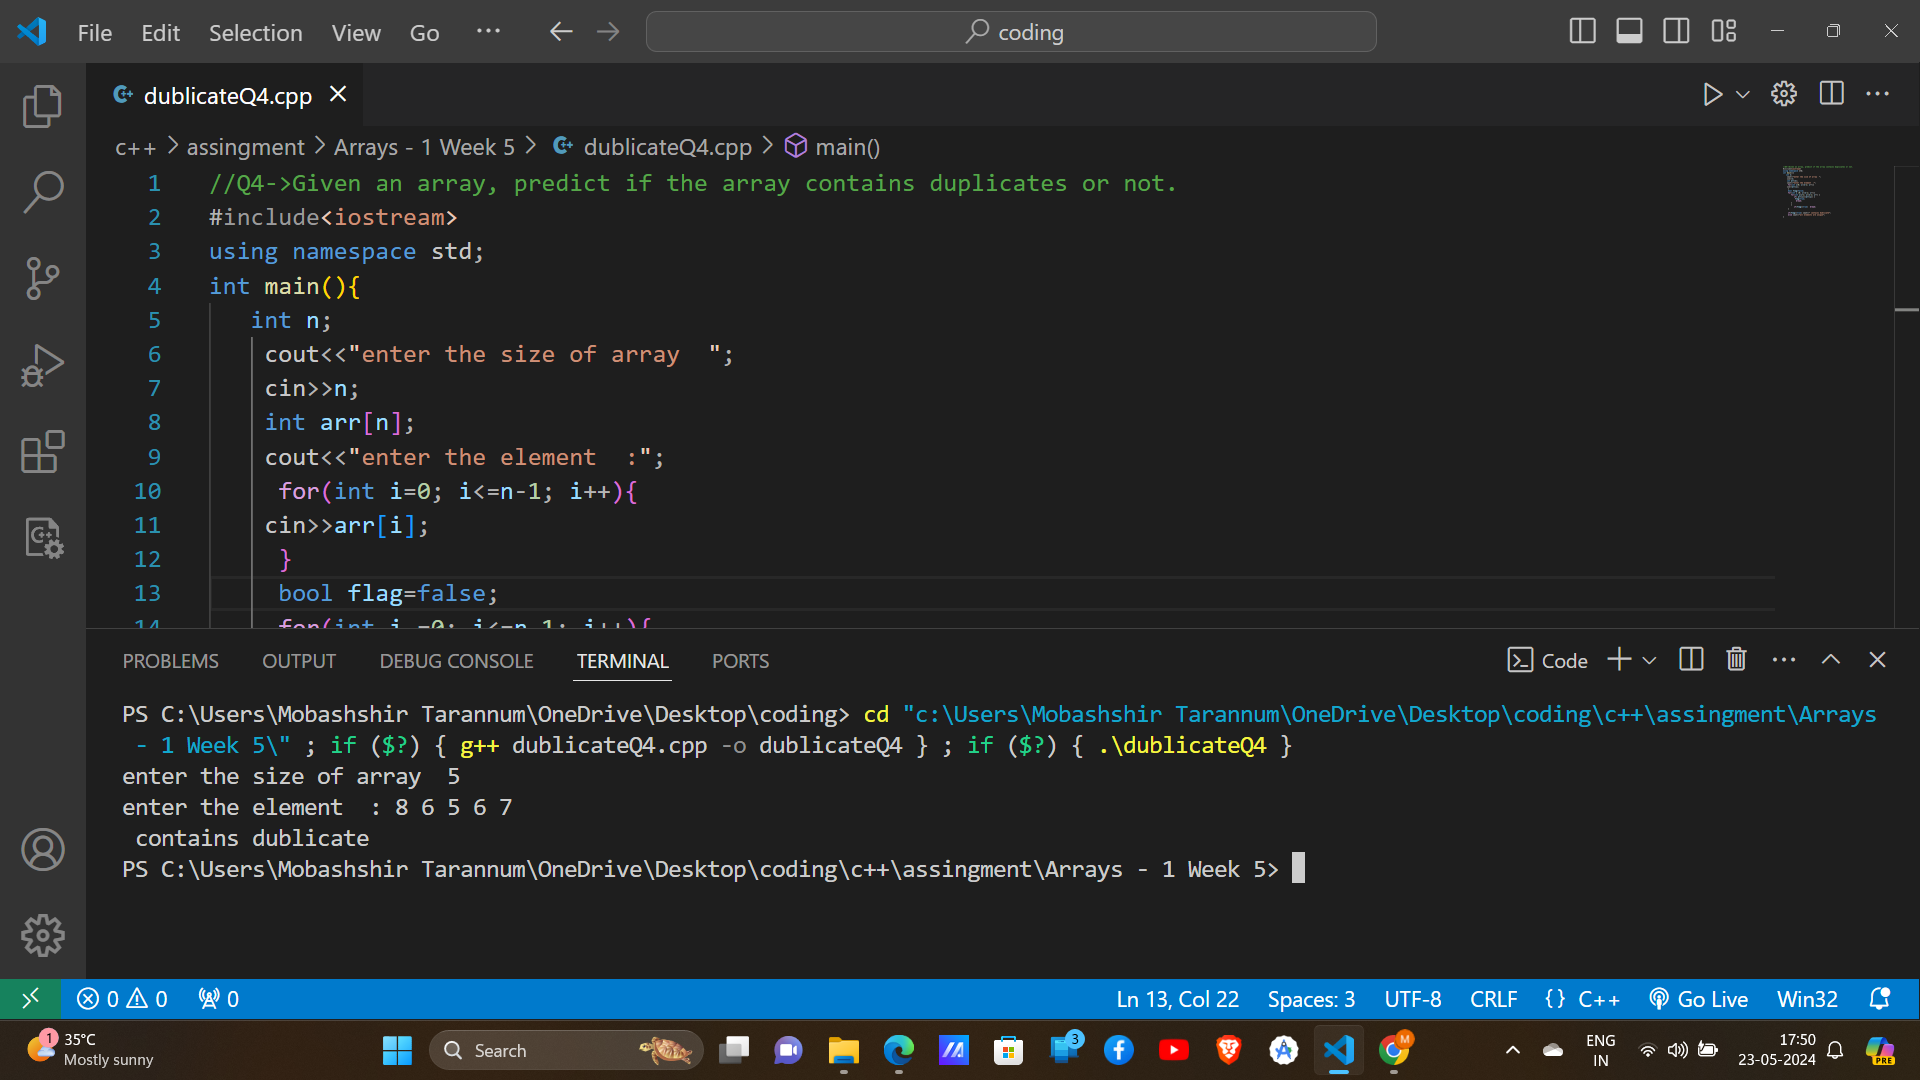 File Edit Selection View Go ··· coding
dublicateQ4.cpp
c++ > assingment > Arrays - 1 Week 5 > dublicateQ4.cpp > main()
1 //Q4->Given an array, predict if the array contains duplicates or not.
2 #include<iostream>
3 using namespace std;
4 int main(){
5 int n;
6 cout<<"enter the size of array  ";
7 cin>>n;
8 int arr[n];
9 cout<<"enter the element  :";
10 for(int i=0; i<=n-1; i++){
11 cin>>arr[i];
12 }
13 bool flag=false;
14 for(int i =0; i<=n-1; i++){
PROBLEMS OUTPUT DEBUG CONSOLE TERMINAL PORTS Code
PS C:\Users\Mobashshir Tarannum\OneDrive\Desktop\coding> cd "c:\Users\Mobashshir Tarannum\OneDrive\Desktop\coding\c++\assingment\Arrays
- 1 Week 5\" ; if ($?) { g++ dublicateQ4.cpp -o dublicateQ4 } ; if ($?) { .\dublicateQ4 }
enter the size of array  5
enter the element  : 8 6 5 6 7
contains dublicate
PS C:\Users\Mobashshir Tarannum\OneDrive\Desktop\coding\c++\assingment\Arrays - 1 Week 5>
0 0 0 Ln 13, Col 22 Spaces: 3 UTF-8 CRLF {} C++ Go Live Win32
1 35°C
Mostly sunny
Search
3
M
ENG
IN
17:50
23-05-2024
PRE